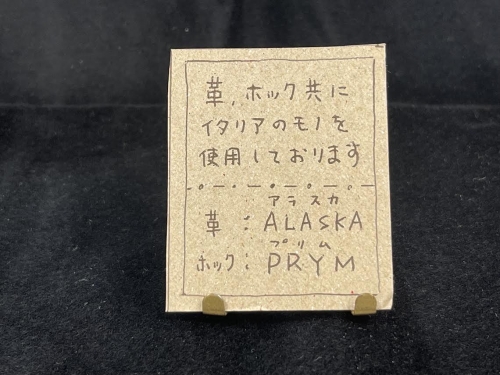 革,ホック共に
イタリアのモノを
使用しております
アラスカ
革:ALASKA
プリム
ホック:PRYM